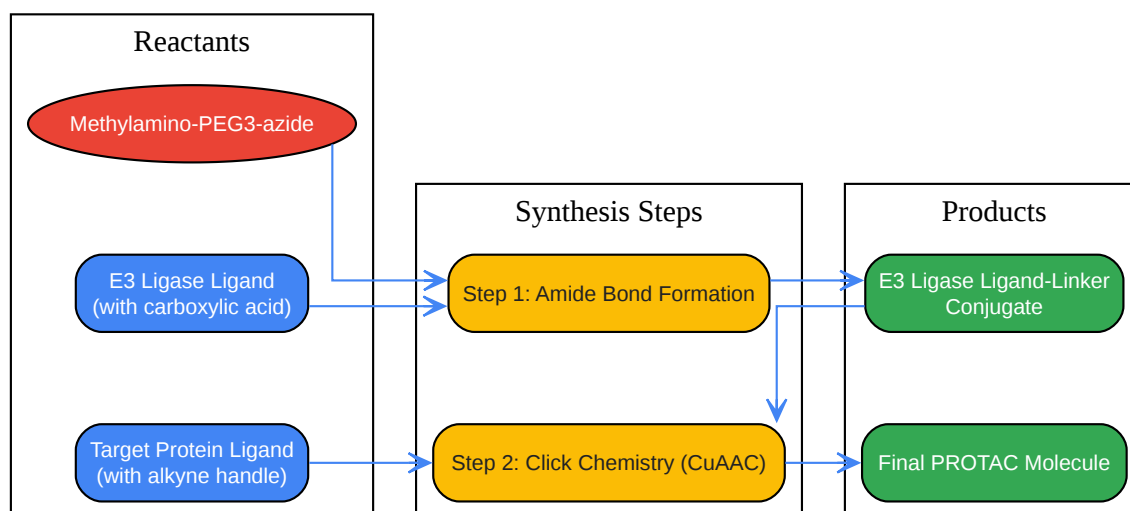 Reactants
Methylamino-PEG3-azide
E3 Ligase Ligand
(with carboxylic acid)
Target Protein Ligand
(with alkyne handle)
Synthesis Steps
Step 1: Amide Bond Formation
Step 2: Click Chemistry (CuAAC)
Products
E3 Ligase Ligand-Linker
Conjugate
Final PROTAC Molecule